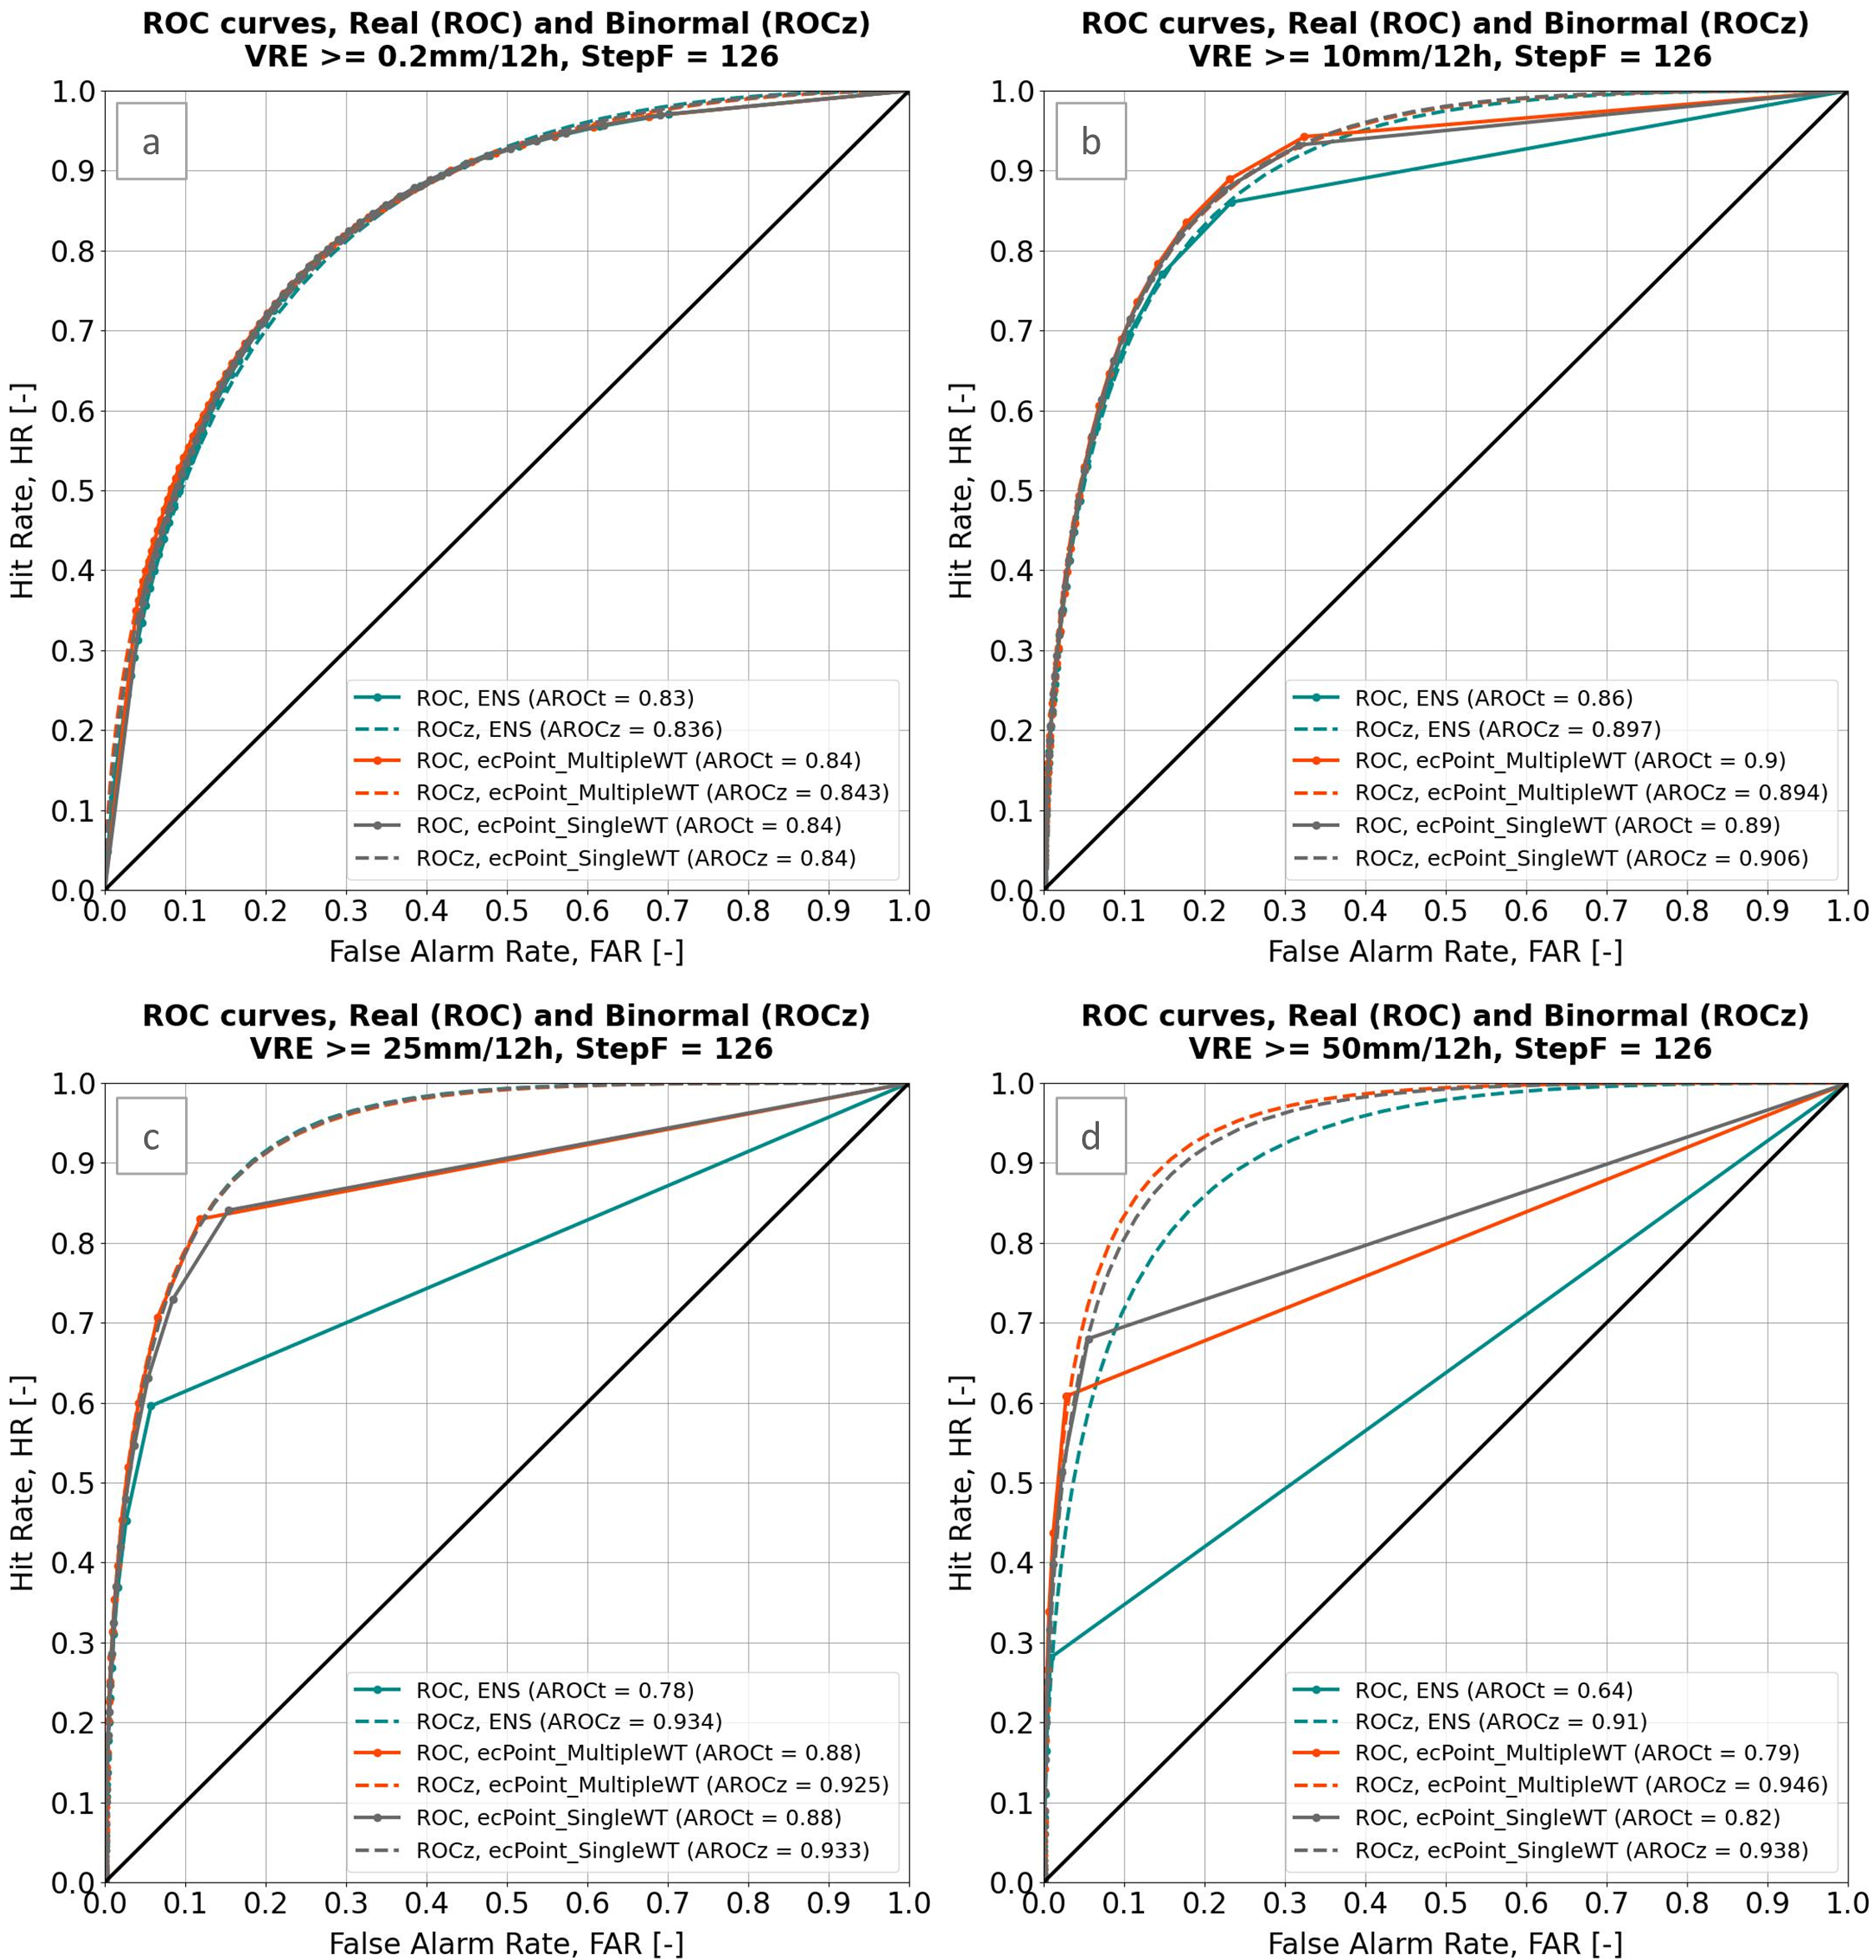 ROC curves, Real (ROC) and Binormal (ROCz)
VRE >= 0.2mm/12h, StepF = 126
a
1.0
0.9
0.8
0.7
0.6
0.5
0.4
0.3
0.2
0.1
0.0
Hit Rate, HR [-]
ROC, ENS (AROCt = 0.83)
ROCz, ENS (AROCz = 0.836)
ROC, ecPoint_MultipleWT (AROCt = 0.84)
ROCz, ecPoint_MultipleWT (AROCz = 0.843)
ROC, ecPoint_SingleWT (AROCt = 0.84)
ROCz, ecPoint_SingleWT (AROCz = 0.84)
0.0 0.1 0.2 0.3 0.4 0.5 0.6 0.7 0.8 0.9 1.0
False Alarm Rate, FAR [-]
ROC curves, Real (ROC) and Binormal (ROCz)
VRE >= 10mm/12h, StepF = 126
b
1.0
0.9
0.8
0.7
0.6
0.5
0.4
0.3
0.2
0.1
0.0
Hit Rate, HR [-]
ROC, ENS (AROCt = 0.86)
ROCz, ENS (AROCz = 0.897)
ROC, ecPoint_MultipleWT (AROCt = 0.9)
ROCz, ecPoint_MultipleWT (AROCz = 0.894)
ROC, ecPoint_SingleWT (AROCt = 0.89)
ROCz, ecPoint_SingleWT (AROCz = 0.906)
0.0 0.1 0.2 0.3 0.4 0.5 0.6 0.7 0.8 0.9 1.0
False Alarm Rate, FAR [-]
ROC curves, Real (ROC) and Binormal (ROCz)
VRE >= 25mm/12h, StepF = 126
c
1.0
0.9
0.8
0.7
0.6
0.5
0.4
0.3
0.2
0.1
0.0
Hit Rate, HR [-]
ROC, ENS (AROCt = 0.78)
ROCz, ENS (AROCz = 0.934)
ROC, ecPoint_MultipleWT (AROCt = 0.88)
ROCz, ecPoint_MultipleWT (AROCz = 0.925)
ROC, ecPoint_SingleWT (AROCt = 0.88)
ROCz, ecPoint_SingleWT (AROCz = 0.933)
0.0 0.1 0.2 0.3 0.4 0.5 0.6 0.7 0.8 0.9 1.0
False Alarm Rate, FAR [-]
ROC curves, Real (ROC) and Binormal (ROCz)
VRE >= 50mm/12h, StepF = 126
d
1.0
0.9
0.8
0.7
0.6
0.5
0.4
0.3
0.2
0.1
0.0
Hit Rate, HR [-]
ROC, ENS (AROCt = 0.64)
ROCz, ENS (AROCz = 0.91)
ROC, ecPoint_MultipleWT (AROCt = 0.79)
ROCz, ecPoint_MultipleWT (AROCz = 0.946)
ROC, ecPoint_SingleWT (AROCt = 0.82)
ROCz, ecPoint_SingleWT (AROCz = 0.938)
0.0 0.1 0.2 0.3 0.4 0.5 0.6 0.7 0.8 0.9 1.0
False Alarm Rate, FAR [-]